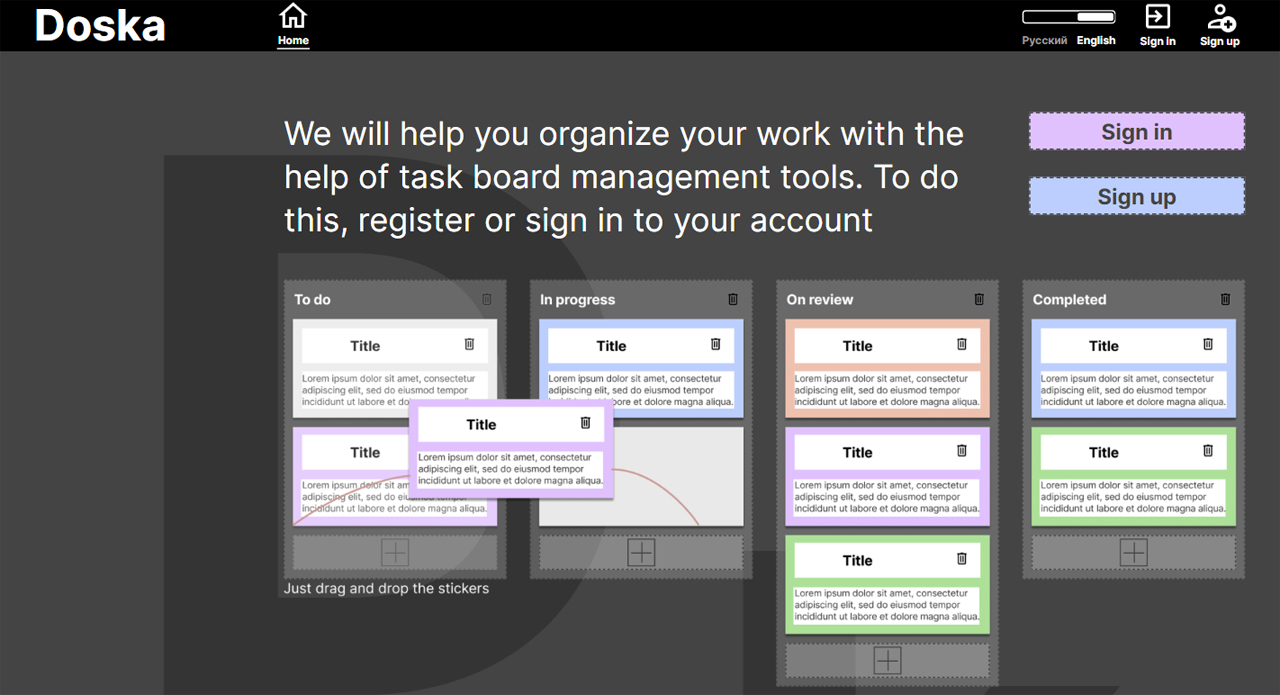 Doska
Home
Русский English
Sign In
Sign up
We will help you organize your work with the
help of task board management tools. To do
this, register or sign in to your account
Sign in
Sign up
To do
Title
Lorem ipsum dolor sit amet, consectetur
adipiscing elit, sed do eiusmod tempor
incididunt ut labore et dolore magna aliqua.
Title
Lorem ipsum dolor sit am
adipiscing elit, sed do eiu
incididunt ut labore et dolore magna aliqua.
Title
Lorem ipsum dolor sit amet, consectetur
adipiscing elit, sed do eiusmod tempor
incididunt ut labore et dolore magna aliqua.
Just drag and drop the stickers
In progress
Title
Lorem ipsum dolor sit amet, consectetur
adipiscing elit, sed do eiusmod tempor
incididunt ut labore et dolore magna aliqua.
On review
Title
Lorem ipsum dolor sit amet, consectetur
adipiscing elit, sed do eiusmod tempor
incididunt ut labore et dolore magna aliqua.
Title
Lorem ipsum dolor sit amet, consectetur
adipiscing elit, sed do eiusmod tempor
incididunt ut labore et dolore magna aliqua.
Title
Lorem ipsum dolor sit amet, consectetur
adipiscing elit, sed do eiusmod tempor
incididunt ut labore et dolore magna aliqua.
Completed
Title
Lorem ipsum dolor sit amet, consectetur
adipiscing elit, sed do eiusmod tempor
incididunt ut labore et dolore magna aliqua.
Title
Lorem ipsum dolor sit amet, consectetur
adipiscing elit, sed do eiusmod tempor
incididunt ut labore et dolore magna aliqua.